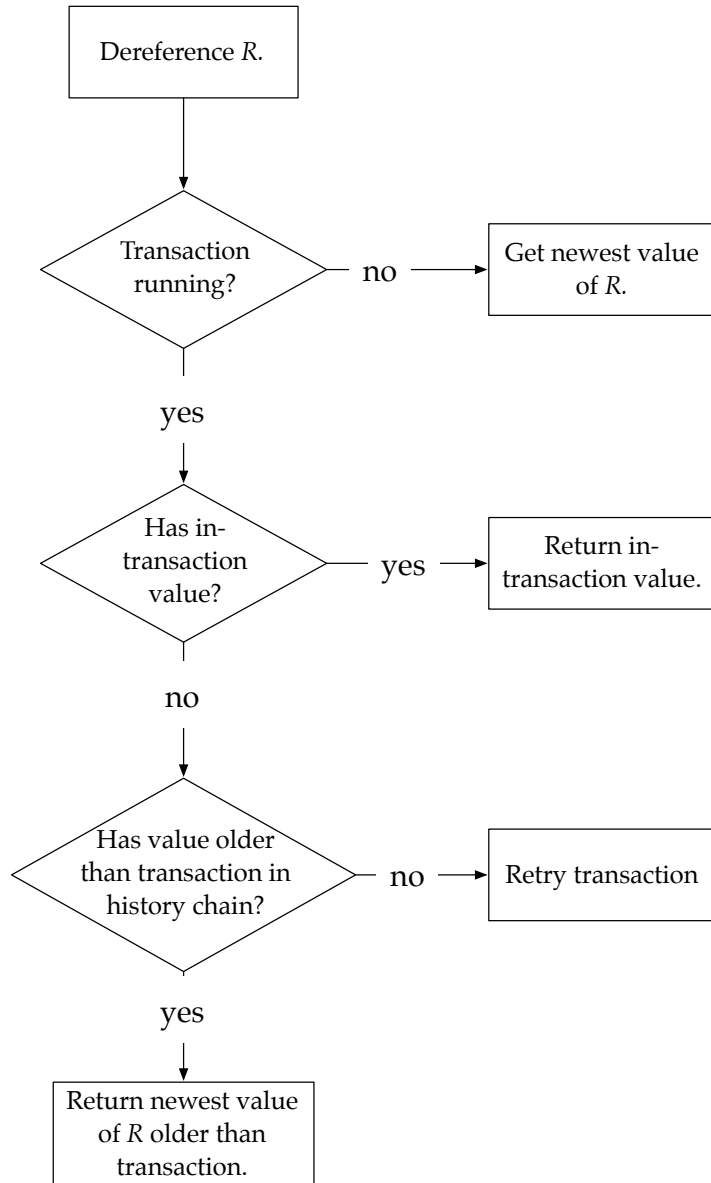 Dereference R.
Transaction
running?
no
Get newest value
of R.
yes
Has in-
transaction
value?
yes
Return in-
transaction value.
no
Has value older
than transaction in
history chain?
no
Retry transaction
yes
Return newest value
of R older than
transaction.